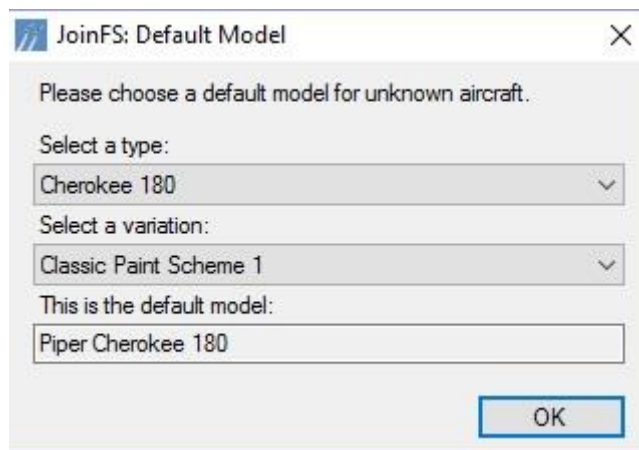 JoinFS: Default Model
Please choose a default model for unknown aircraft.
Select a type:
Cherokee 180
Select a variation:
Classic Paint Scheme 1
This is the default model:
Piper Cherokee 180
OK